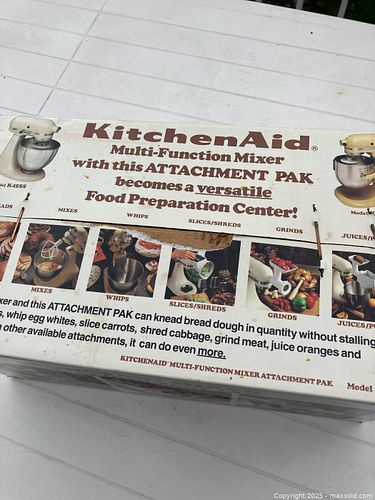 KitchenAid®
Multi-Function Mixer
with this ATTACHMENT PAK
becomes a versatile
Food Preparation Center!
el K45SS
EADS MIXES WHIPS SLICES/SHREDS GRINDS JUICES/P
MIXES WHIPS SLICES/SHREDS GRINDS JUICES/P
xer and this ATTACHMENT PAK can knead bread dough in quantity without stalling
s, whip egg whites, slice carrots, shred cabbage, grind meat, juice oranges and
other available attachments, it can do even more.
KITCHENAID® MULTI-FUNCTION MIXER ATTACHMENT PAK Model
Copyright © 2025 - maxsold.com